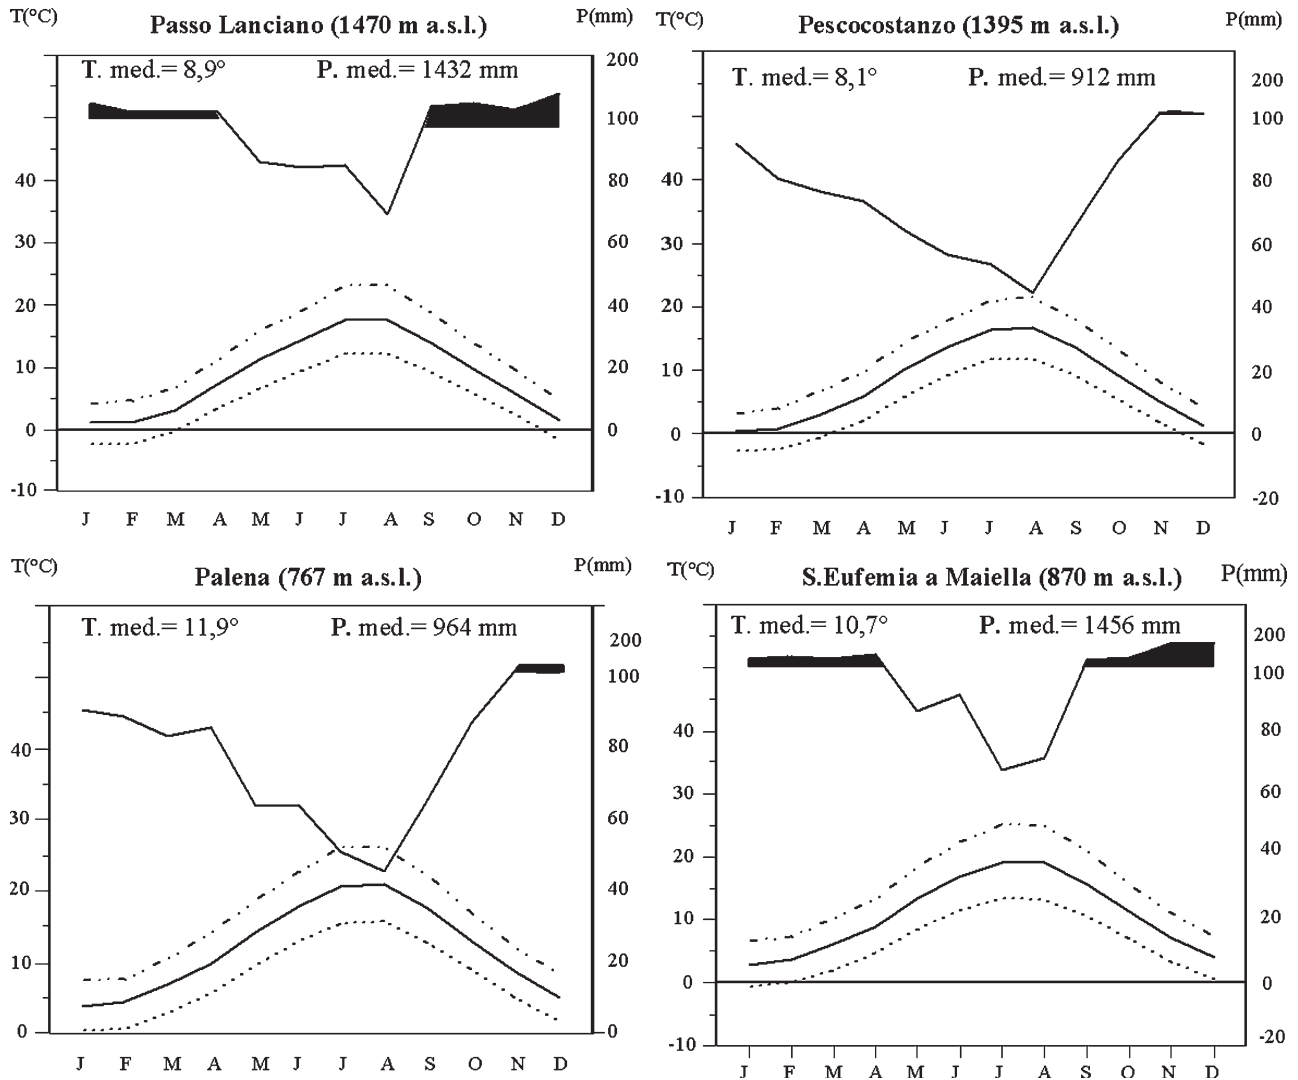 T(°C)
Passo Lanciano (1470 m a.s.l.)
P(mm)
T. med.= 8,9°
P. med.= 1432 mm
200
100
40
80
30
60
20
40
10
20
0
0
-10
J F M A M J J A S O N D
T(°C)
Pescocostanzo (1395 m a.s.l.)
P(mm)
T. med.= 8,1°
P. med.= 912 mm
200
100
40
80
30
60
20
40
10
20
0
0
-10
-20
J F M A M J J A S O N D
T(°C)
Palena (767 m a.s.l.)
P(mm)
T. med.= 11,9°
P. med.= 964 mm
200
100
40
80
30
60
20
40
10
20
0
0
J F M A M J J A S O N D
T(°C)
S.Eufemia a Maiella (870 m a.s.l.)
P(mm)
T. med.= 10,7°
P. med.= 1456 mm
200
100
40
80
30
60
20
40
10
20
0
0
-10
-20
J F M A M J J A S O N D